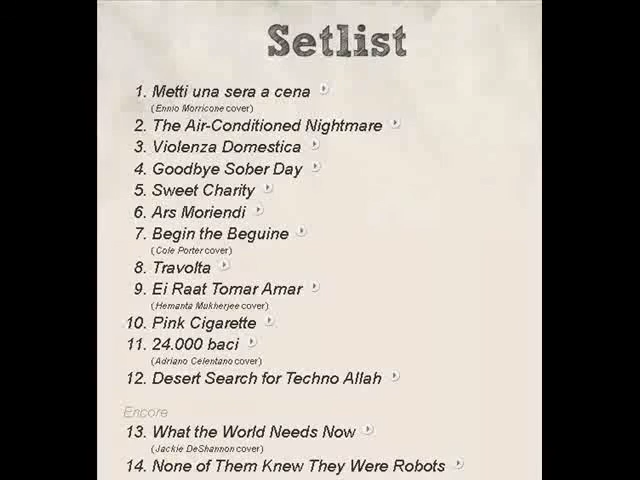 Setlist
1. Metti una sera a cena
(Ennio Morricone cover)
2. The Air-Conditioned Nightmare
3. Violenza Domestica
4. Goodbye Sober Day
5. Sweet Charity
6. Ars Moriendi
7. Begin the Beguine
(Cole Porter cover)
8. Travolta
9. Ei Raat Tomar Amar
(Hemanta Mukherjee cover)
10. Pink Cigarette
11. 24.000 baci
(Adriano Celentano cover)
12. Desert Search for Techno Allah
Encore
13. What the World Needs Now
(Jackie DeShannon cover)
14. None of Them Knew They Were Robots